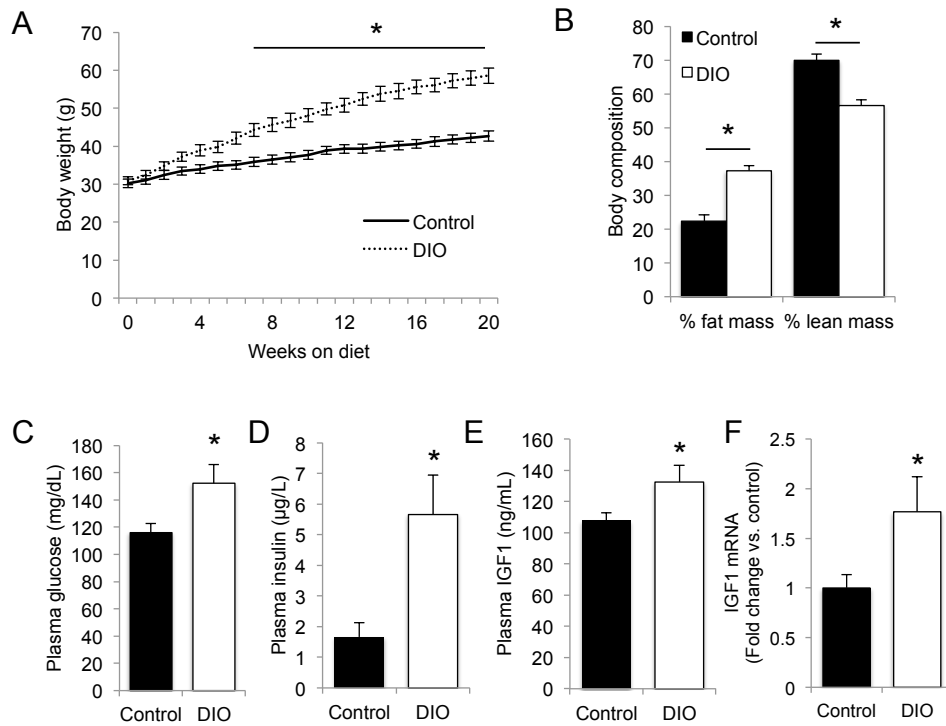 A
*
Body weight (g)
70
60
50
40
30
20
10
0
Control
DIO
0 4 8 12 16 20
Weeks on diet
B
Control
DIO
*
*
Body composition
80
70
60
50
40
30
20
10
0
% fat mass % lean mass
C
*
Plasma glucose (mg/dL)
180
160
140
120
100
80
60
40
20
0
Control DIO
D
*
Plasma insulin (µg/L)
8
7
6
5
4
3
2
1
0
Control DIO
E
*
Plasma IGF1 (ng/mL)
160
140
120
100
80
60
40
20
0
Control DIO
F
*
IGF1 mRNA
(Fold change vs. control)
2.5
2
1.5
1
0.5
0
Control DIO